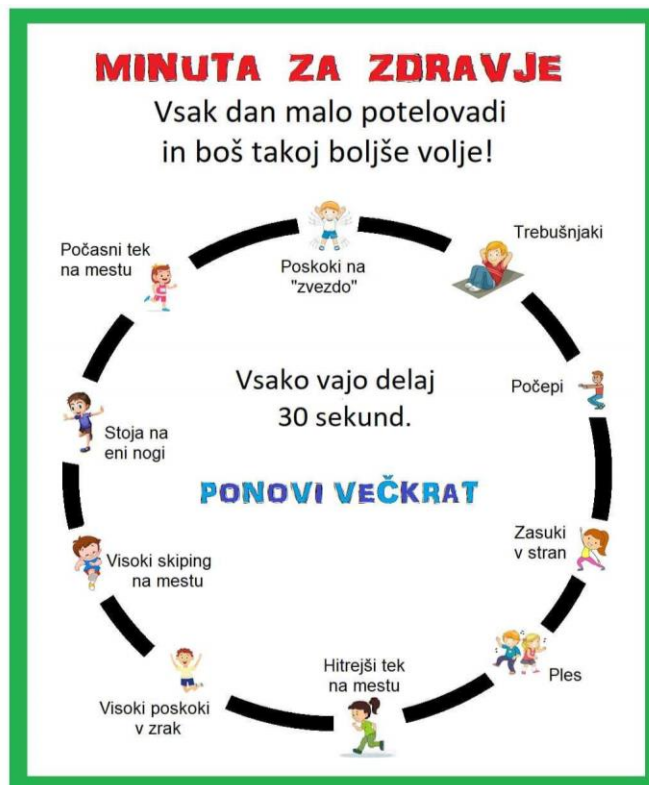 MINUTA ZA ZDRAVJE
Vsak dan malo potelovadi
in boš takoj boljše volje!
Poskoki na
"zvezdo"
Trebušnjaki
Počepi
Zasuki
v stran
Ples
Hitrejši tek
na mestu
Visoki poskoki
v zrak
Visoki skiping
na mestu
Stoja na
eni nogi
Počasni tek
na mestu
Vsako vajo delaj
30 sekund.
PONOVI VEČKRAT